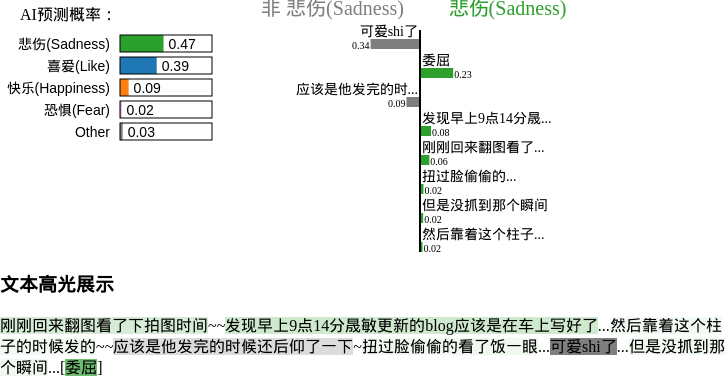 AI预测概率：
悲伤(Sadness) 0.47
喜爱(Like) 0.39
快乐(Happiness) 0.09
恐惧(Fear) 0.02
Other 0.03
非 悲伤(Sadness) 悲伤(Sadness)
可爱shi了
0.34
委屈
0.23
应该是他发完的时...
0.09
发现早上9点14分晟...
0.08
刚刚回来翻图看了...
0.06
扭过脸偷偷的...
0.02
但是没抓到那个瞬间
0.02
然后靠着这个柱子...
0.02
文本高光展示
刚刚回来翻图看了下拍图时间~~发现早上9点14分晟敏更新的blog应该是在车上写好了...然后靠着这个柱
子的时候发的~~应该是他发完的时候还后仰了一下~扭过脸偷偷的看了饭一眼...可爱shi了...但是没抓到那
个瞬间...[委屈]